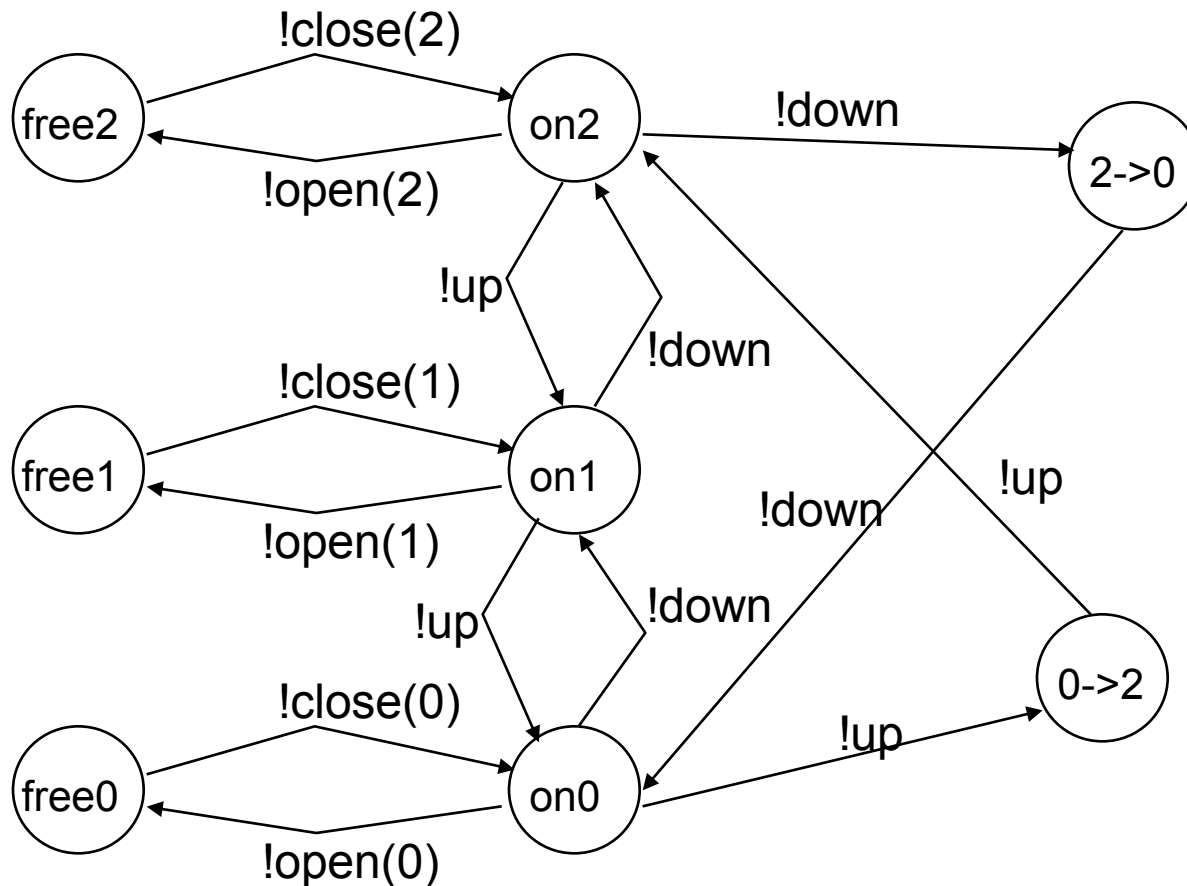 !close(2)
free2
on2
!down
2->0
!open(2)
!up
!down
!close(1)
free1
on1
!up
!down
!open(1)
!up
!down
0->2
!close(0)
!up
free0
on0
!open(0)